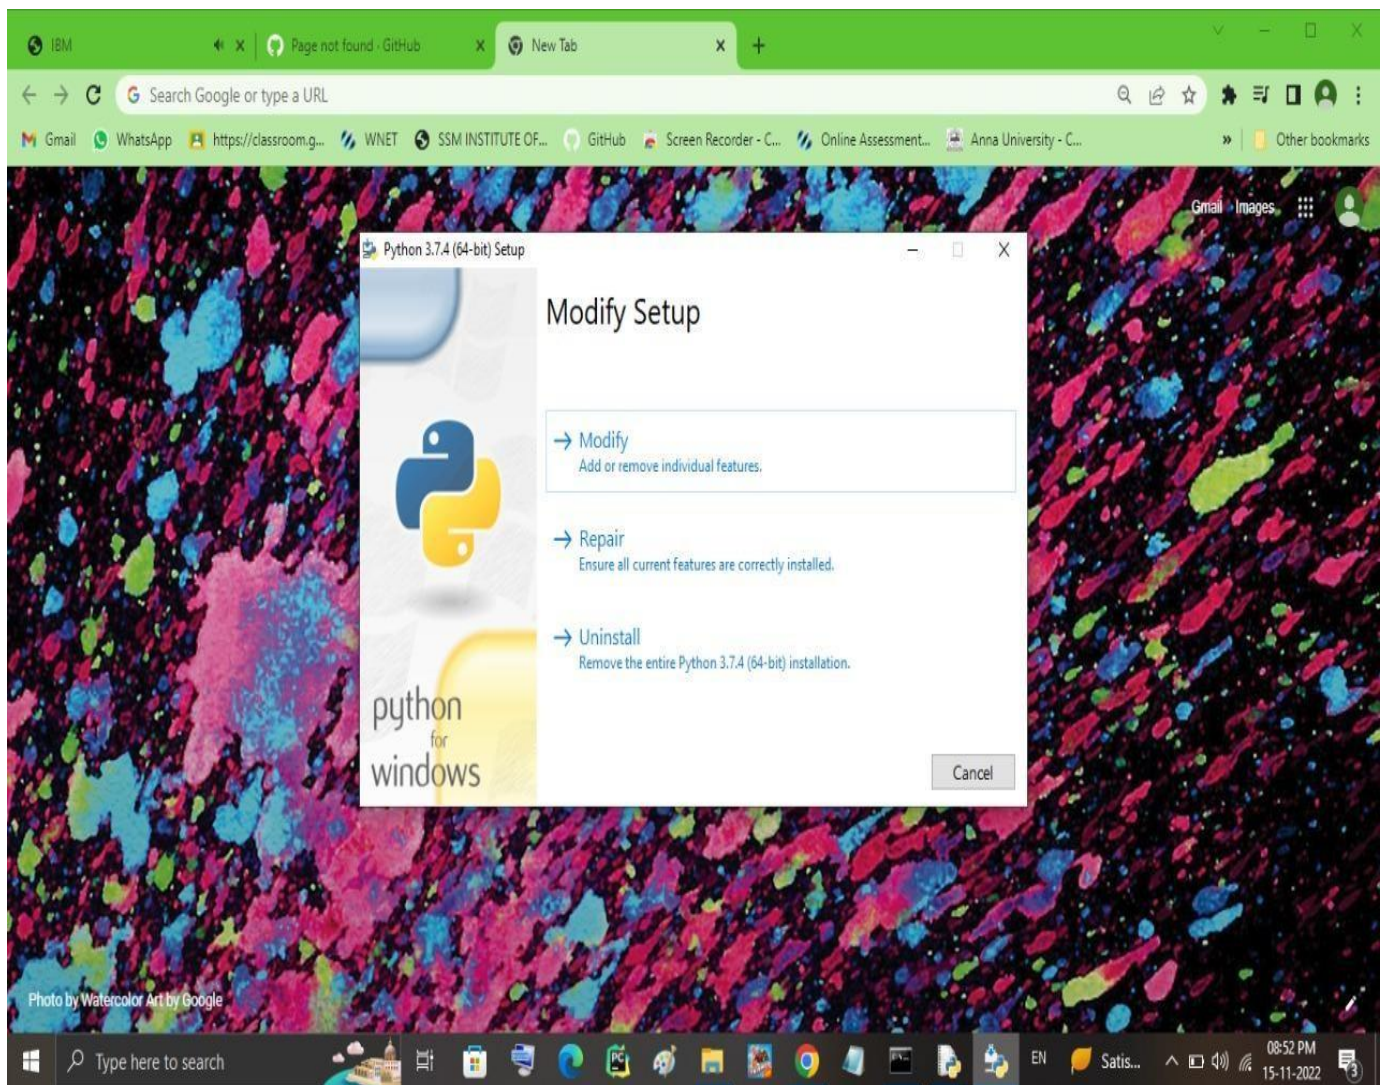 IBM
Page not found · GitHub
New Tab
Search Google or type a URL
Gmail
WhatsApp
https://classroom.g...
WNET
SSM INSTITUTE OF...
GitHub
Screen Recorder - C...
Online Assessment...
Anna University - C...
»
Other bookmarks
Gmail
Images
Python 3.7.4 (64-bit) Setup
Modify Setup
Modify
Add or remove individual features.
Repair
Ensure all current features are correctly installed.
Uninstall
Remove the entire Python 3.7.4 (64-bit) installation.
python
for
windows
Cancel
Photo by Watercolor Art by Google
Type here to search
PC
EN
Satis...
08:52 PM
15-11-2022
3